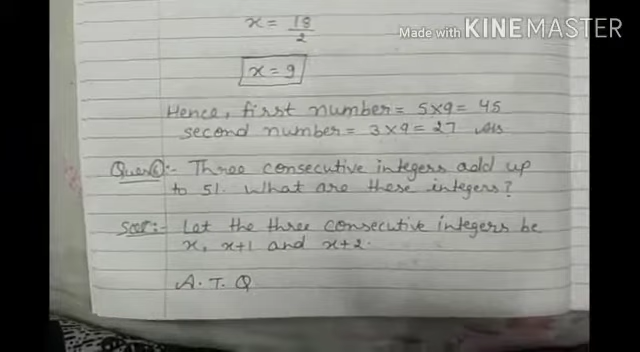 Made with KINEMASTER
x = 18/2
x = 9
Hence, first number = 5×9 = 45
second number = 3×9 = 27 Ans
Ques⑥:- Three consecutive integers add up
to 51. What are these integers?
Sol:- Let the three consecutive integers be
x, x+1 and x+2.
A. T. Q